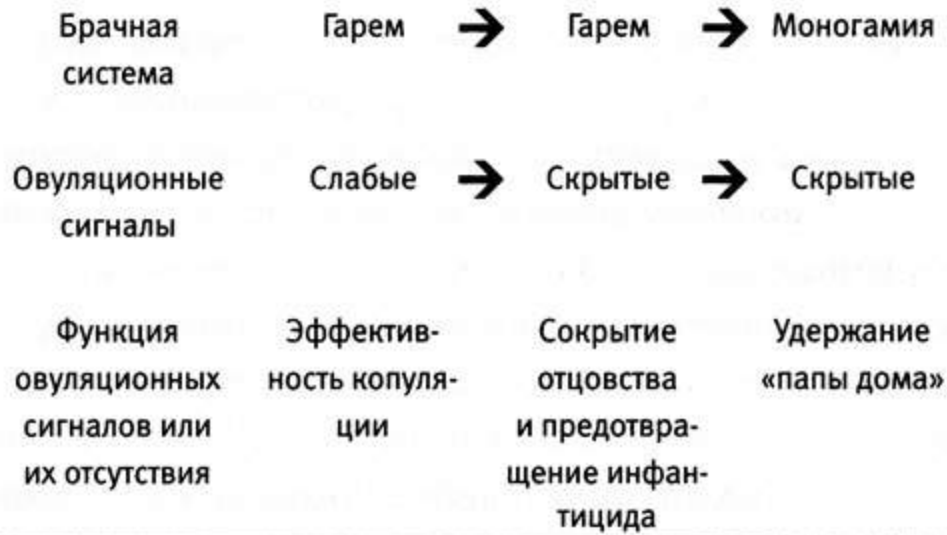 Брачная Гарем → Гарем → Моногамия
система
Овуляционные Слабые → Скрытые → Скрытые
сигналы
Функция Эффектив- Сокрытие Удержание
овуляционных ность копуля- отцовства «папы дома»
сигналов или ции и предотвра-
их отсутствия щение инфан-
тицида